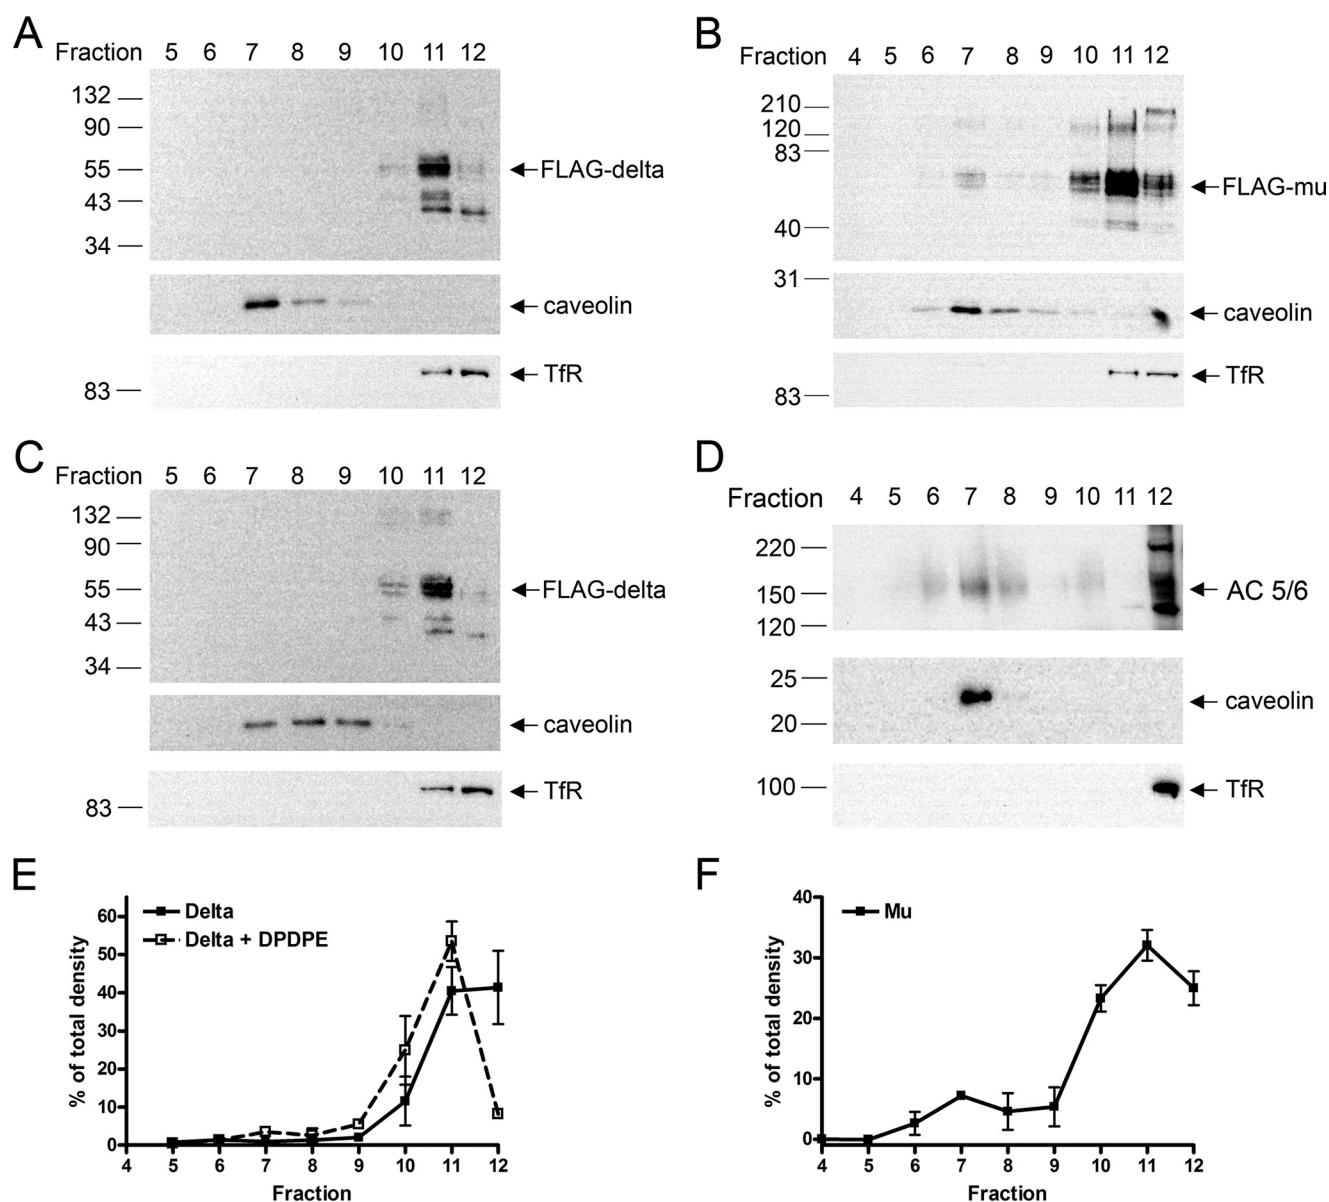 A
Fraction 5 6 7 8 9 10 11 12
132
90
55
43
34
FLAG-delta
caveolin
83
TfR
B
Fraction 4 5 6 7 8 9 10 11 12
210
120
83
40
FLAG-mu
31
caveolin
83
TfR
C
Fraction 5 6 7 8 9 10 11 12
132
90
55
43
34
FLAG-delta
caveolin
83
TfR
D
Fraction 4 5 6 7 8 9 10 11 12
220
150
120
AC 5/6
25
20
caveolin
100
TfR
E
Delta
Delta + DPDPE
% of total density
60
50
40
30
20
10
0
4 5 6 7 8 9 10 11 12
Fraction
F
Mu
% of total density
40
30
20
10
0
4 5 6 7 8 9 10 11 12
Fraction